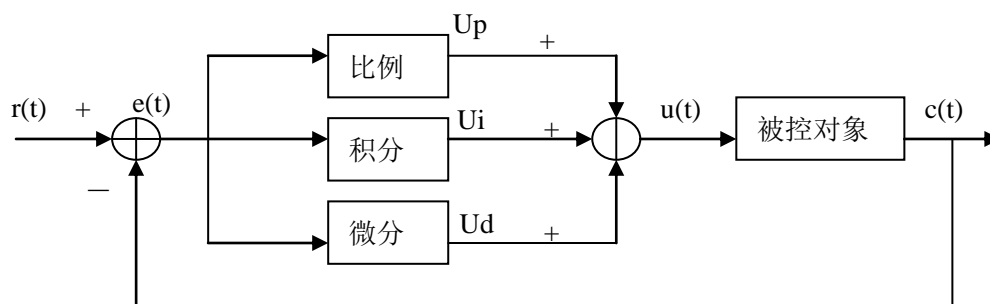 Up
+
比例
r(t)
+
e(t)
Ui
+
积分
u(t)
被控对象
c(t)
—
微分
Ud
+